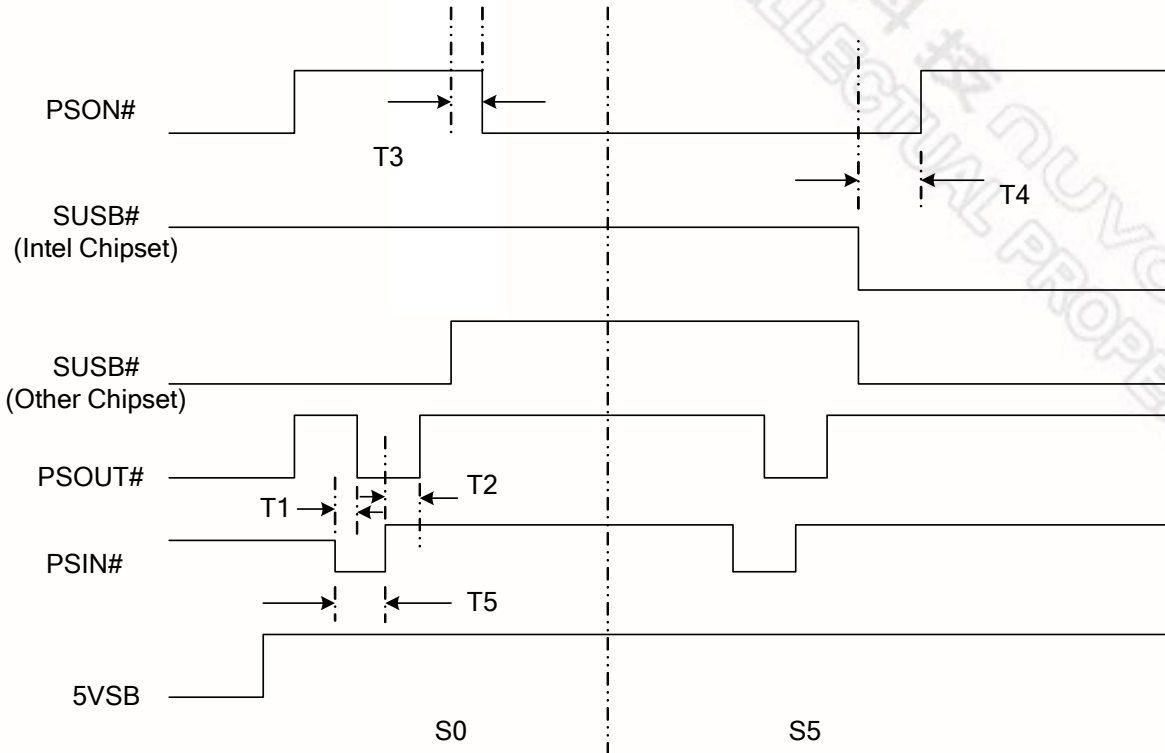 PSON#
T3
T4
SUSB#
(Intel Chipset)
SUSB#
(Other Chipset)
PSOUT#
T1
T2
PSIN#
T5
5VSB
S0
S5